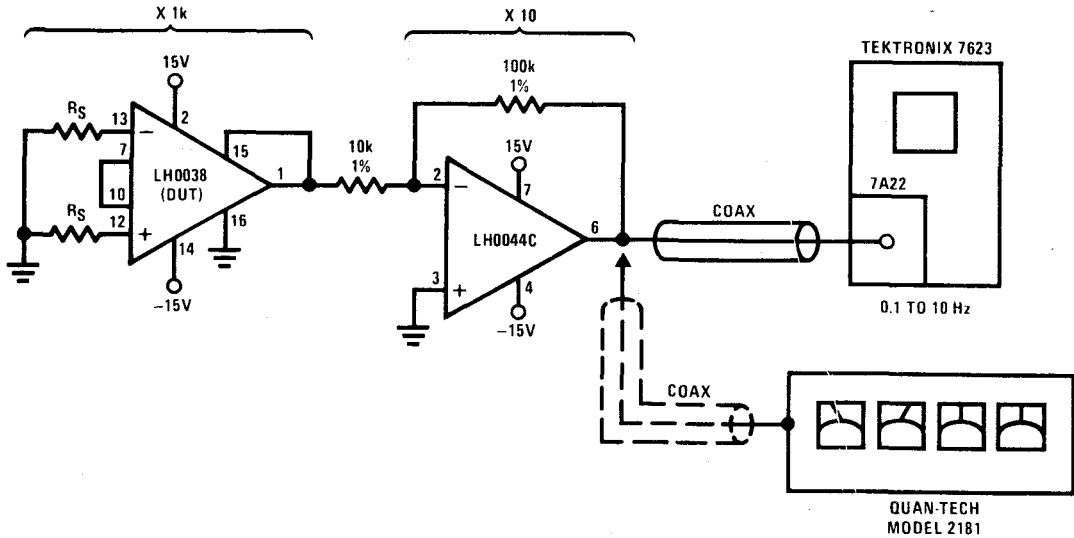 X 1k
X 10
TEKTRONIX 7623
15V
100k
1%
RS
13
−
2
7
15
10k
1%
15V
LH0038
(DUT)
1
2
−
7
7A22
10
RS
12
+
16
14
LH0044C
6
COAX
3
+
4
−15V
−15V
0.1 TO 10 Hz
COAX
QUAN-TECH
MODEL 2181